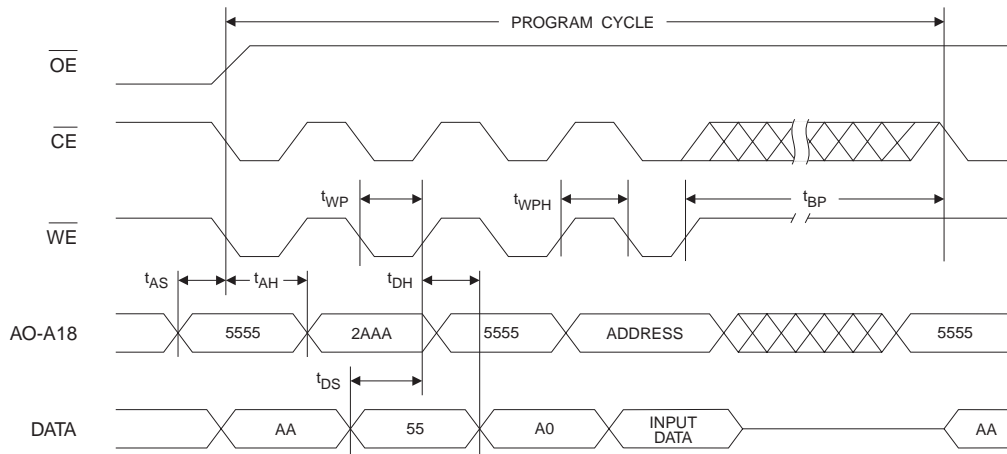 PROGRAM CYCLE
OE
CE
tWP
tWPH
tBP
WE
tAS
tAH
tDH
AO-A18
5555
2AAA
5555
ADDRESS
5555
tDS
DATA
AA
55
A0
INPUT
DATA
AA